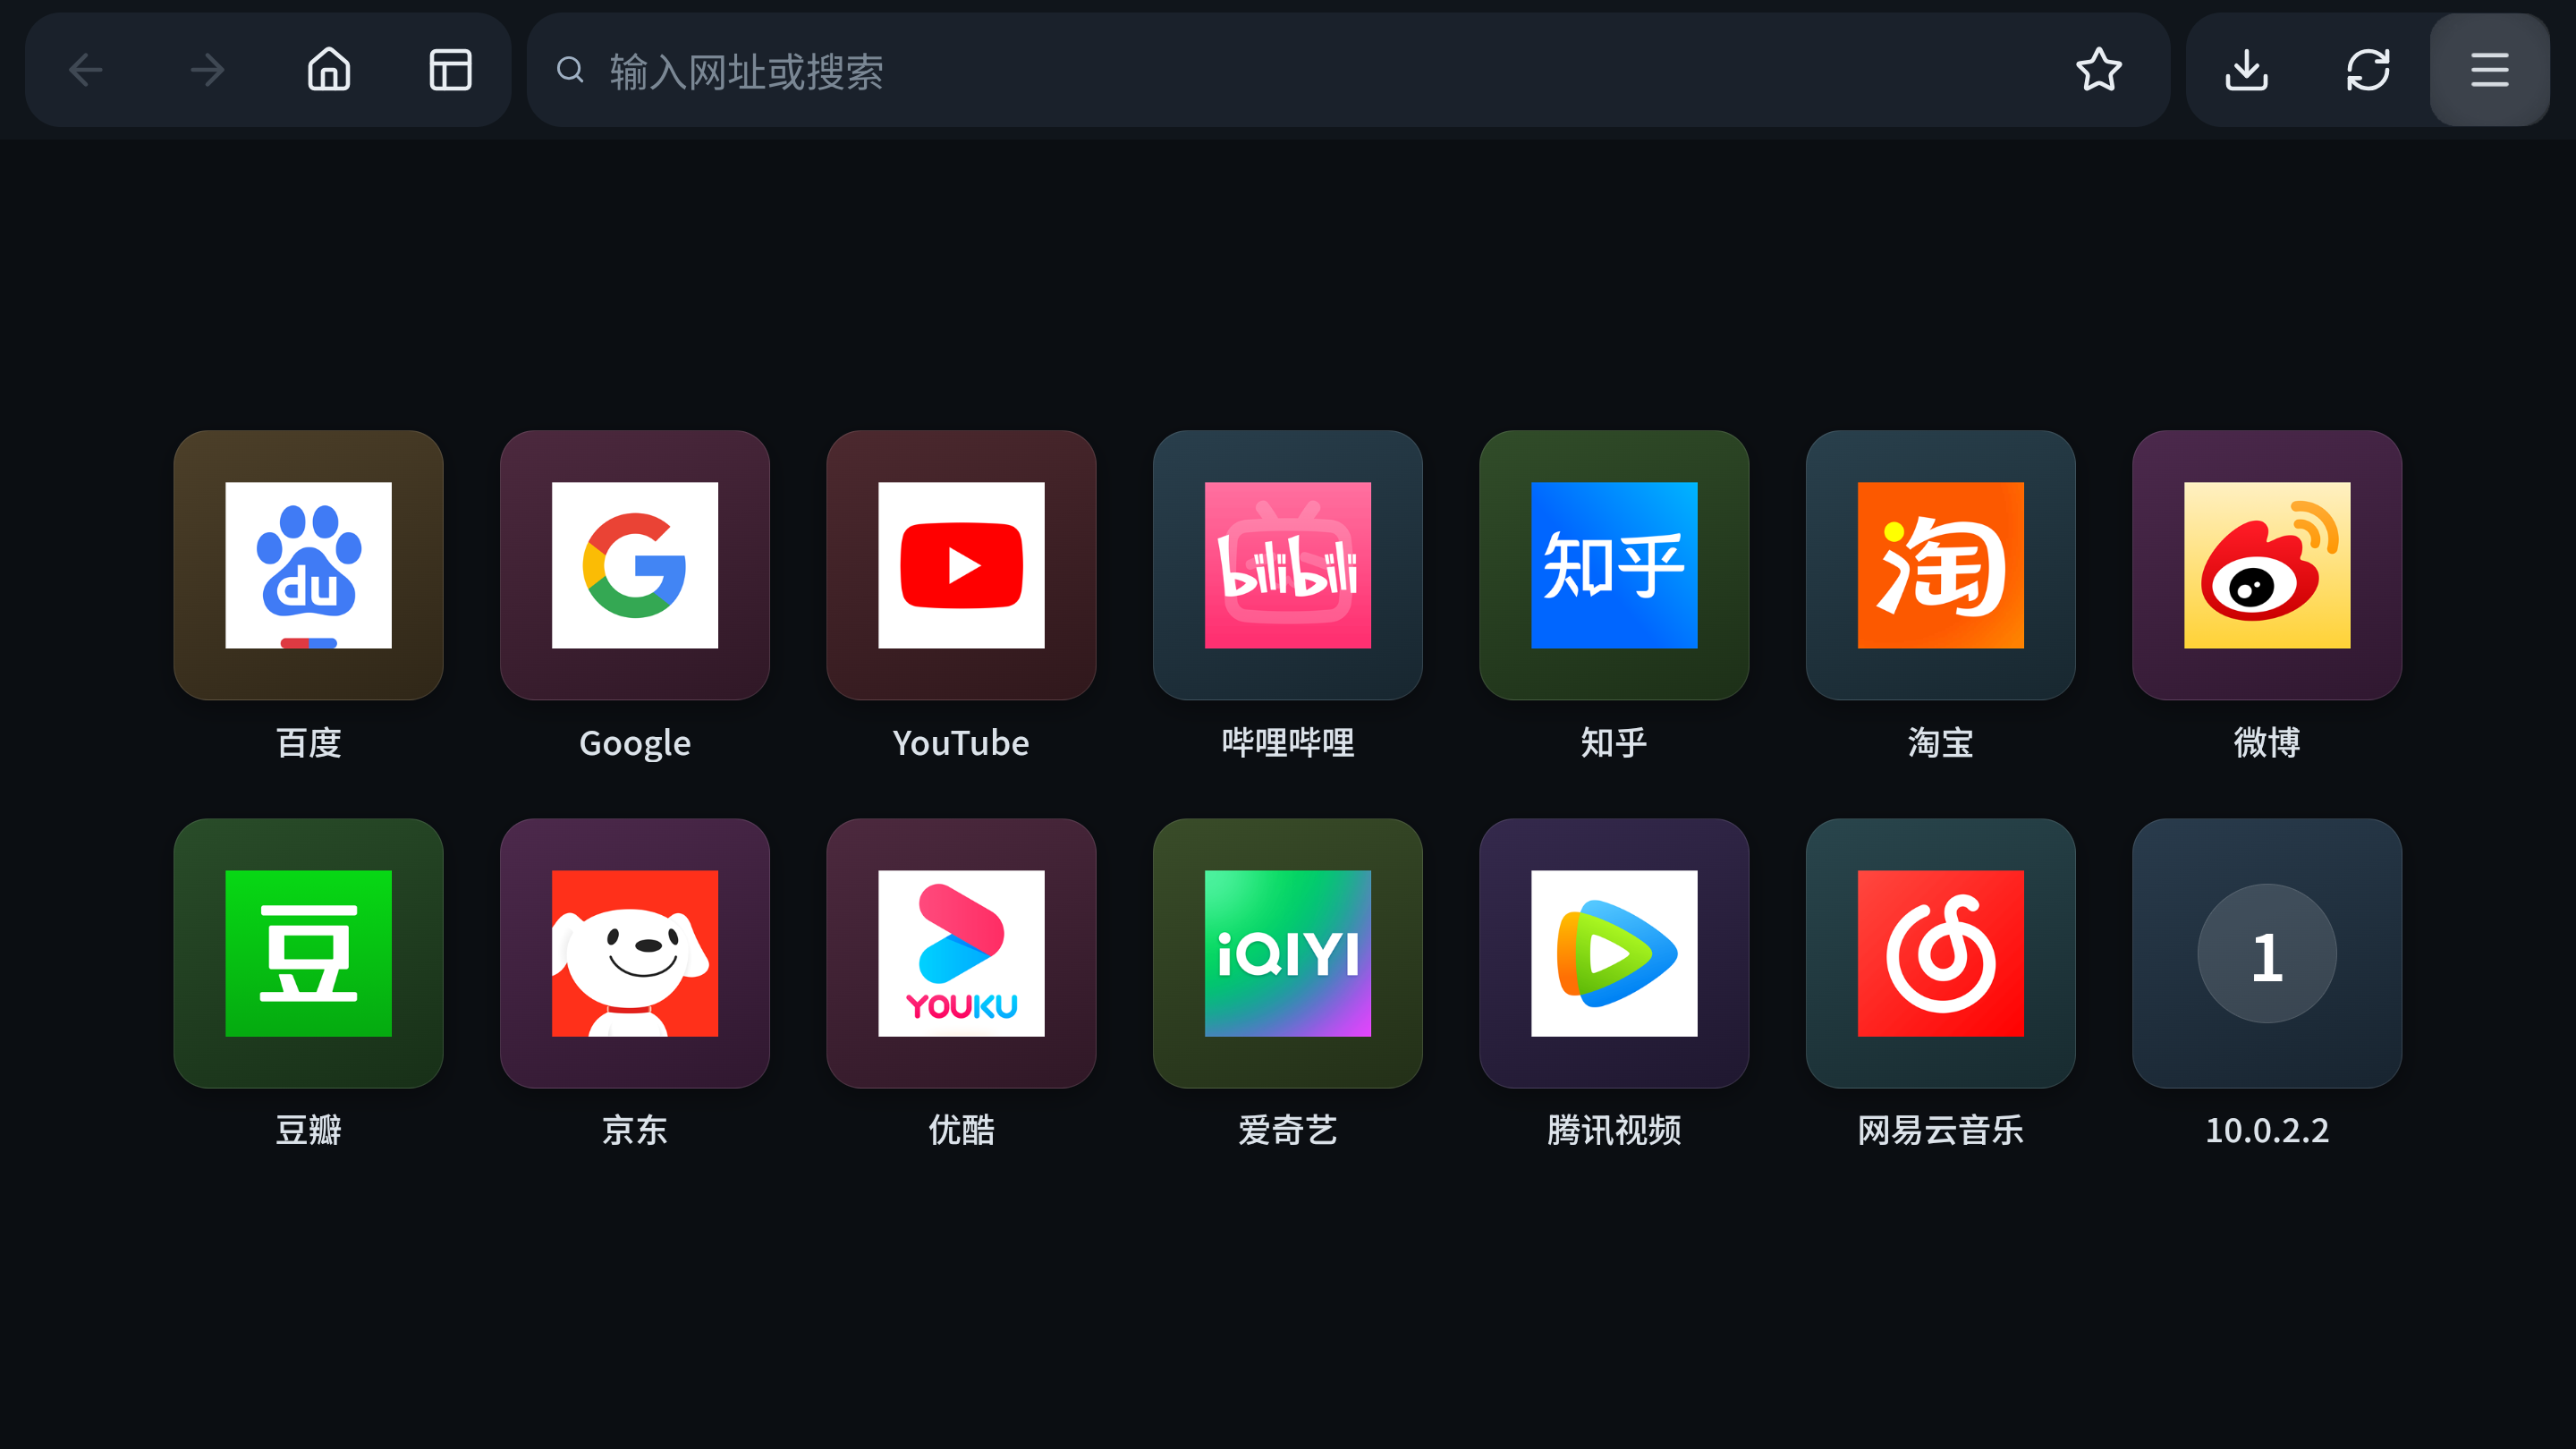 输入网址或搜索
du
bilibili
知乎
淘
百度
Google
YouTube
哔哩哔哩
知乎
淘宝
微博
豆
YOUKU
iQIYI
1
豆瓣
京东
优酷
爱奇艺
腾讯视频
网易云音乐
10.0.2.2